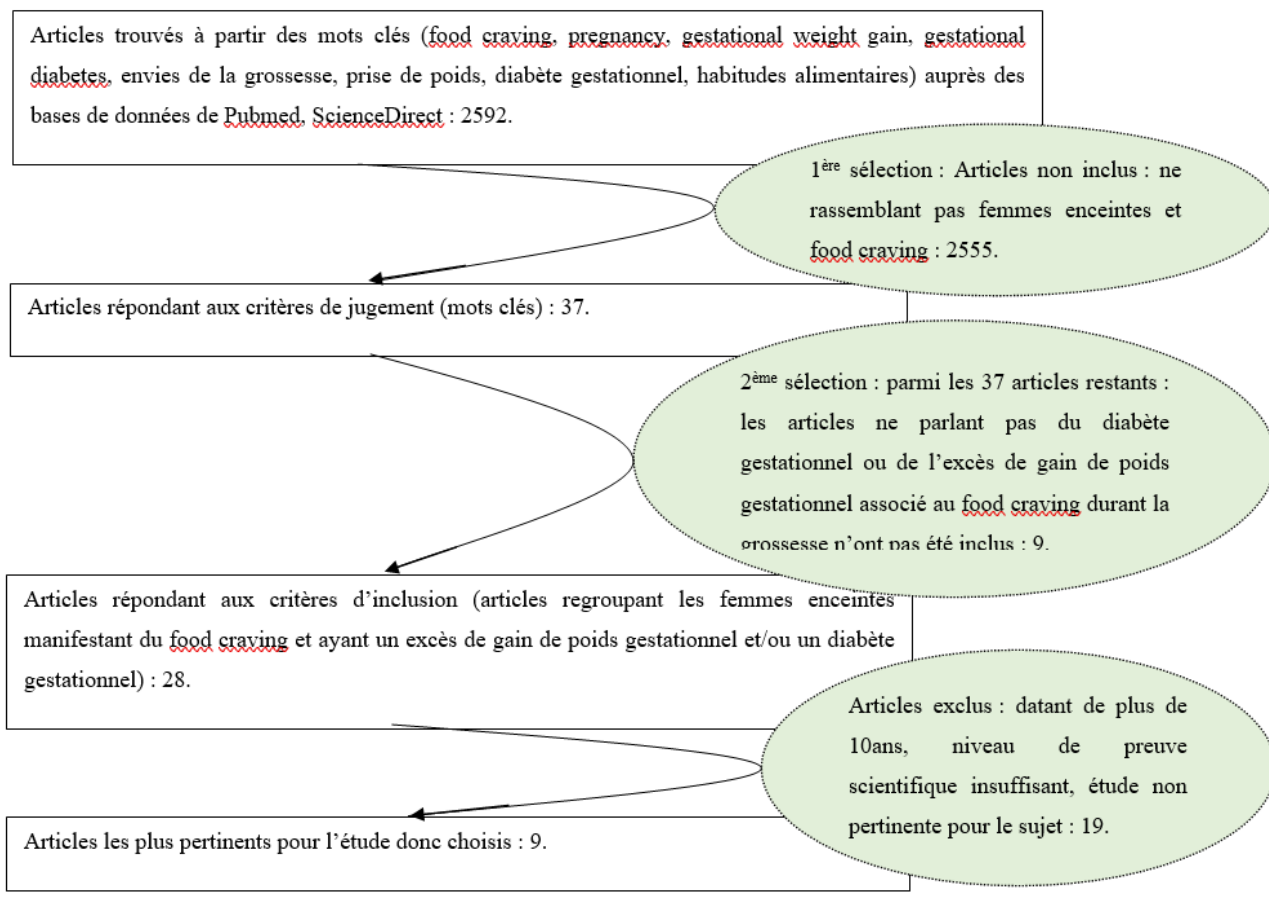 Articles trouvés à partir des mots clés (food craving, pregnancy, gestational weight gain, gestational
diabetes, envies de la grossesse, prise de poids, diabète gestationnel, habitudes alimentaires) auprès des
bases de données de Pubmed, ScienceDirect : 2592.
1ère sélection : Articles non inclus : ne
rassemblant pas femmes enceintes et
food craving : 2555.
Articles répondant aux critères de jugement (mots clés) : 37.
2ème sélection : parmi les 37 articles restants :
les articles ne parlant pas du diabète
gestationnel ou de l’excès de gain de poids
gestationnel associé au food craving durant la
grossesse n’ont pas été inclus : 9.
Articles répondant aux critères d’inclusion (articles regroupant les femmes enceintes
manifestant du food craving et ayant un excès de gain de poids gestationnel et/ou un diabète
gestationnel) : 28.
Articles exclus : datant de plus de
10ans, niveau de preuve
scientifique insuffisant, étude non
pertinente pour le sujet : 19.
Articles les plus pertinents pour l’étude donc choisis : 9.